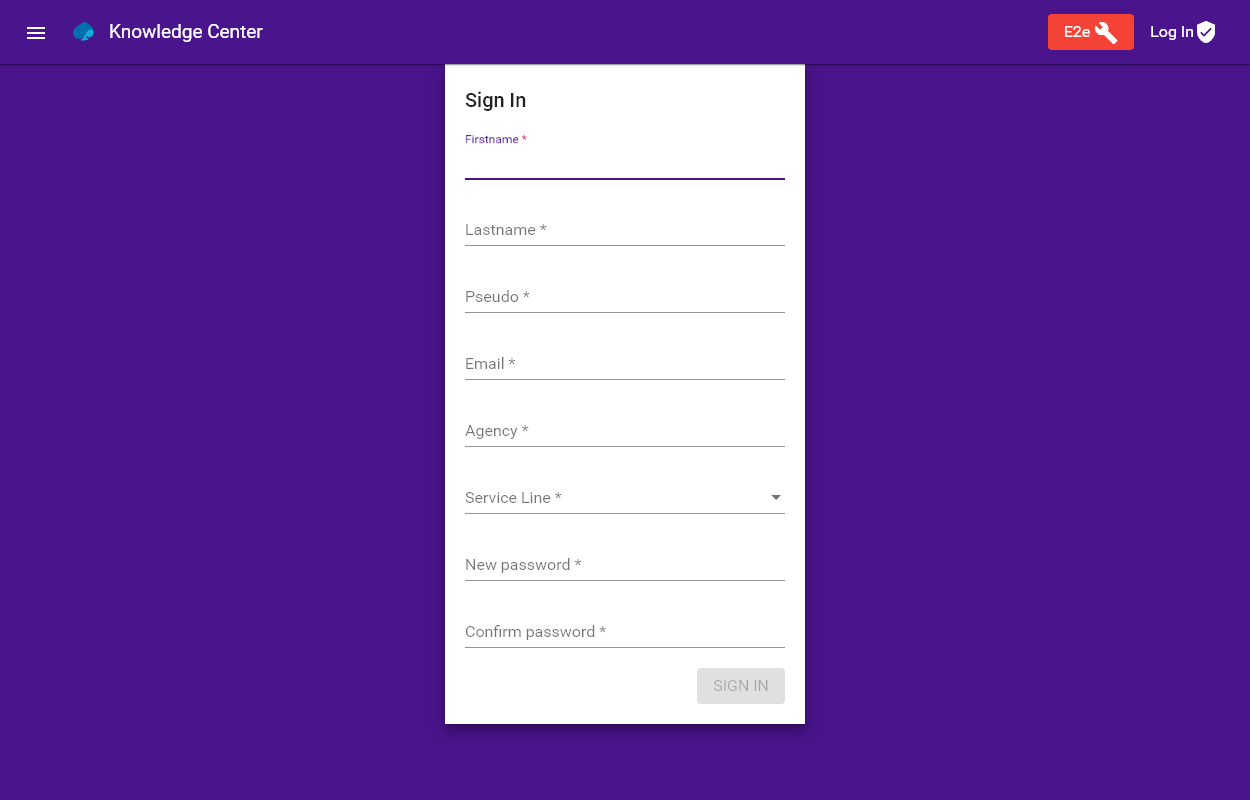 Knowledge Center
E2e
Log In
Sign In
Firstname *
Lastname *
Pseudo *
Email *
Agency *
Service Line *
New password *
Confirm password *
SIGN IN